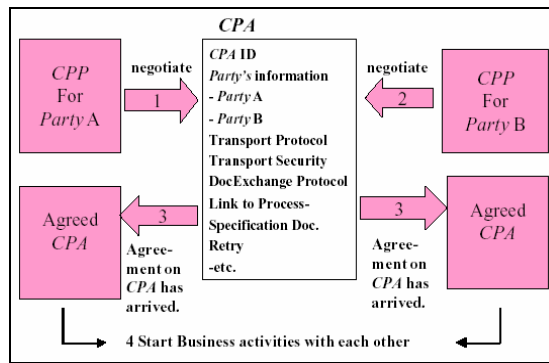 CPA
CPP
For
Party A
negotiate
1
CPA ID
Party's information
- Party A
- Party B
Transport Protocol
Transport Security
DocExchange Protocol
Link to Process-
Specification Doc.
Retry
-etc.
negotiate
2
CPP
For
Party B
Agreed
CPA
3
Agree-
ment on
CPA has
arrived.
3
Agreement on
CPA has
arrived.
Agreed
CPA
4 Start Business activities with each other